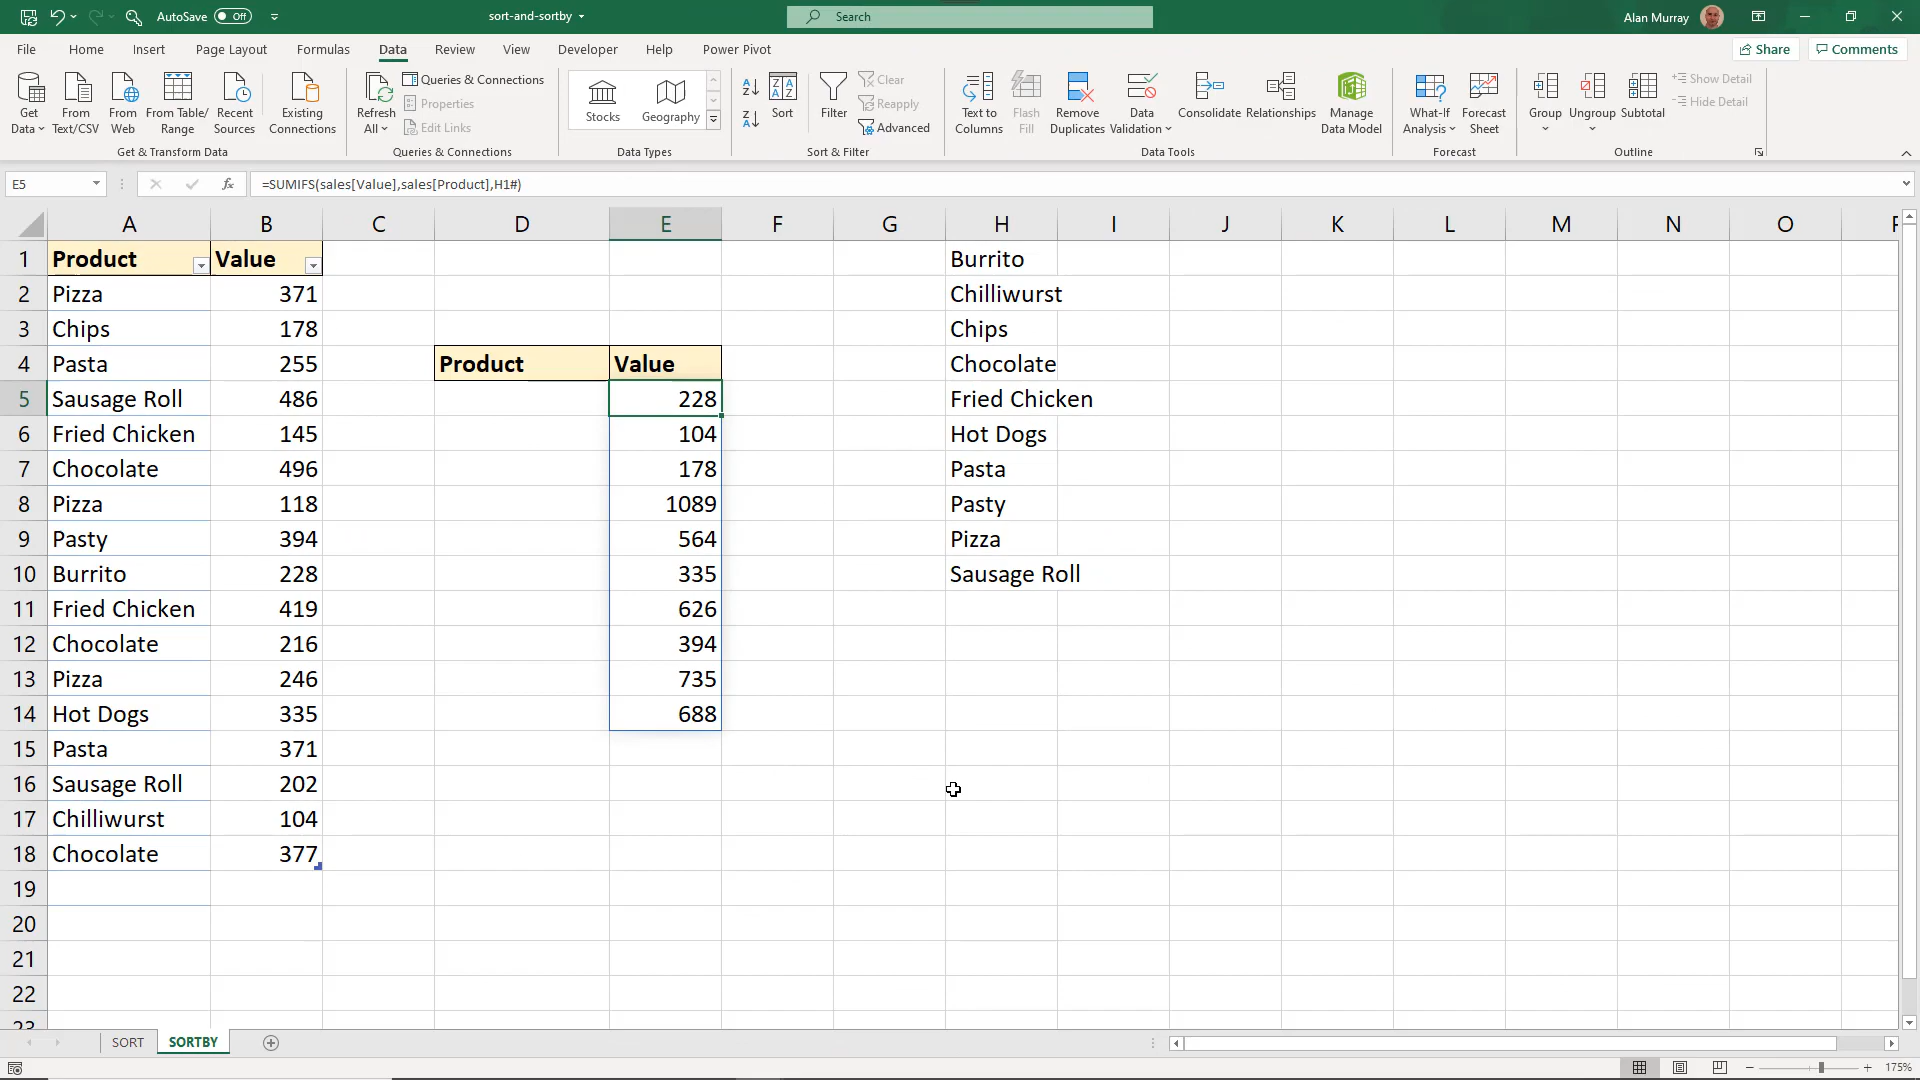 AutoSave Off sort-and-sortby Search Alan Murray
File Home Insert Page Layout Formulas Data Review View Developer Help Power Pivot Share Comments
Get Data From Text/CSV From Web From Table/ Range Recent Sources Existing Connections
Get & Transform Data
Refresh All Queries & Connections
Properties
Edit Links
Queries & Connections
Stocks Geography
Data Types
Sort Filter Clear
Reapply
Advanced
Sort & Filter
Text to Columns Flash Fill Remove Duplicates Data Validation Consolidate Relationships Manage Data Model
Data Tools
What-If Analysis Forecast Sheet
Forecast
Group Ungroup Subtotal Show Detail
Hide Detail
Outline
E5 fx =SUMIFS(sales[Value],sales[Product],H1#)
A B C D E F G H I J K L M N O P
1 Product Value Burrito
2 Pizza 371 Chilliwurst
3 Chips 178 Chips
4 Pasta 255 Product Value Chocolate
5 Sausage Roll 486 228 Fried Chicken
6 Fried Chicken 145 104 Hot Dogs
7 Chocolate 496 178 Pasta
8 Pizza 118 1089 Pasty
9 Pasty 394 564 Pizza
10 Burrito 228 335 Sausage Roll
11 Fried Chicken 419 626
12 Chocolate 216 394
13 Pizza 246 735
14 Hot Dogs 335 688
15 Pasta 371
16 Sausage Roll 202
17 Chilliwurst 104
18 Chocolate 377
19
20
21
22
23
SORT SORTBY
175%